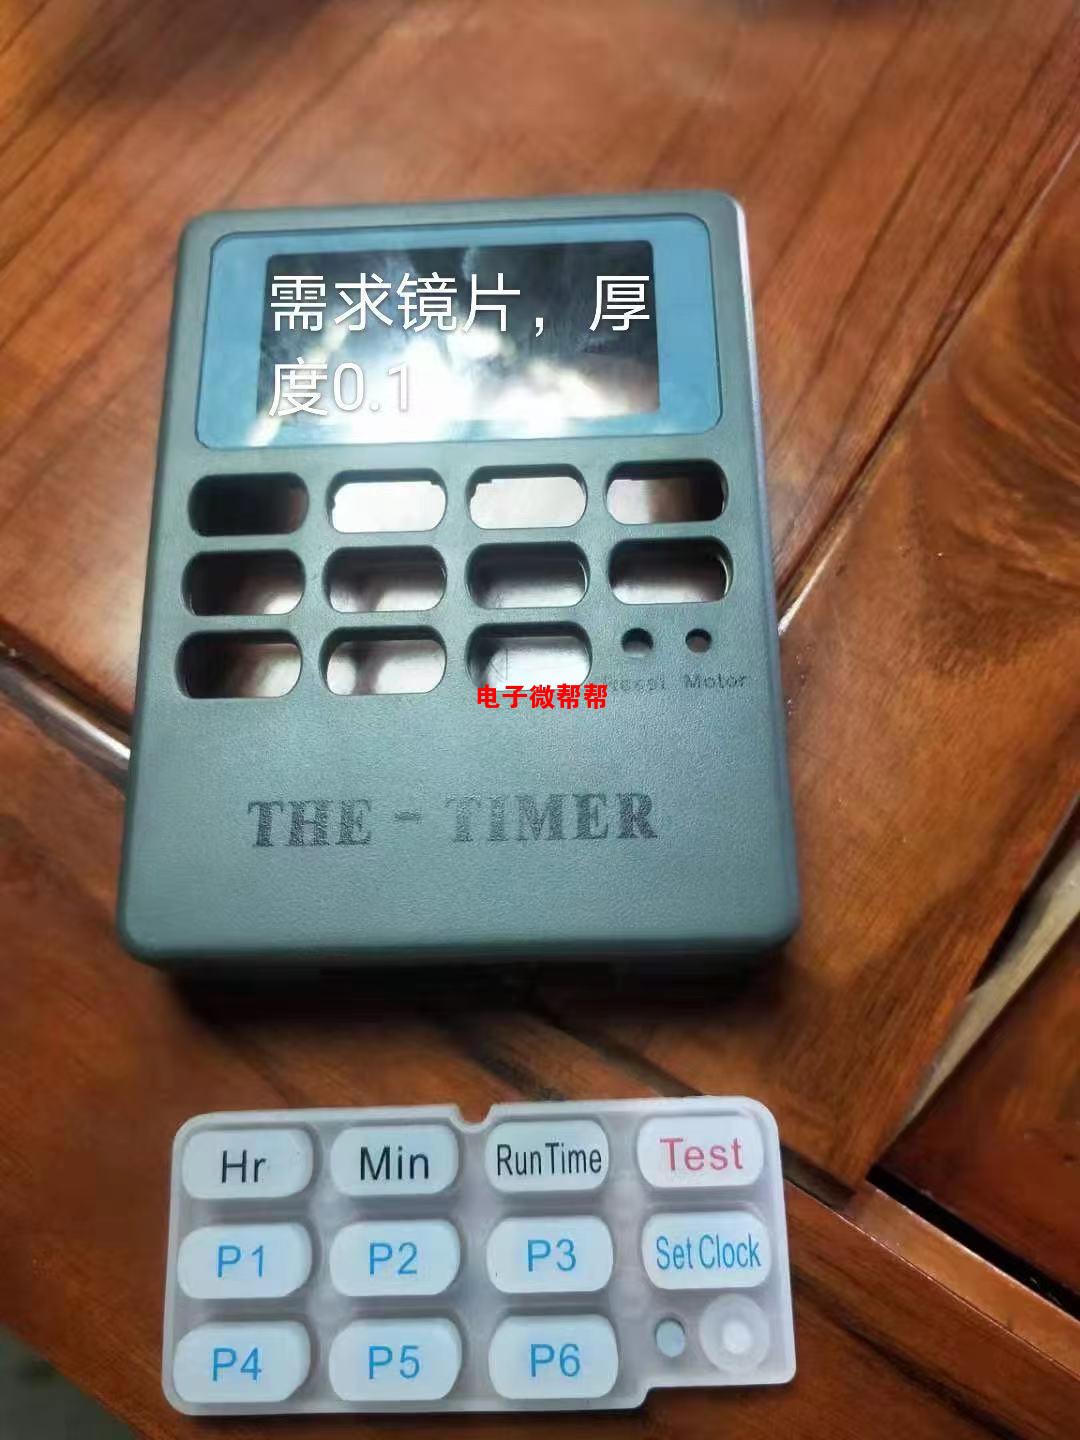 需求镜片，厚
度0.1
Motor
电子微帮帮
THE - TIMER
Hr Min RunTime Test
P1 P2 P3 Set Clock
P4 P5 P6